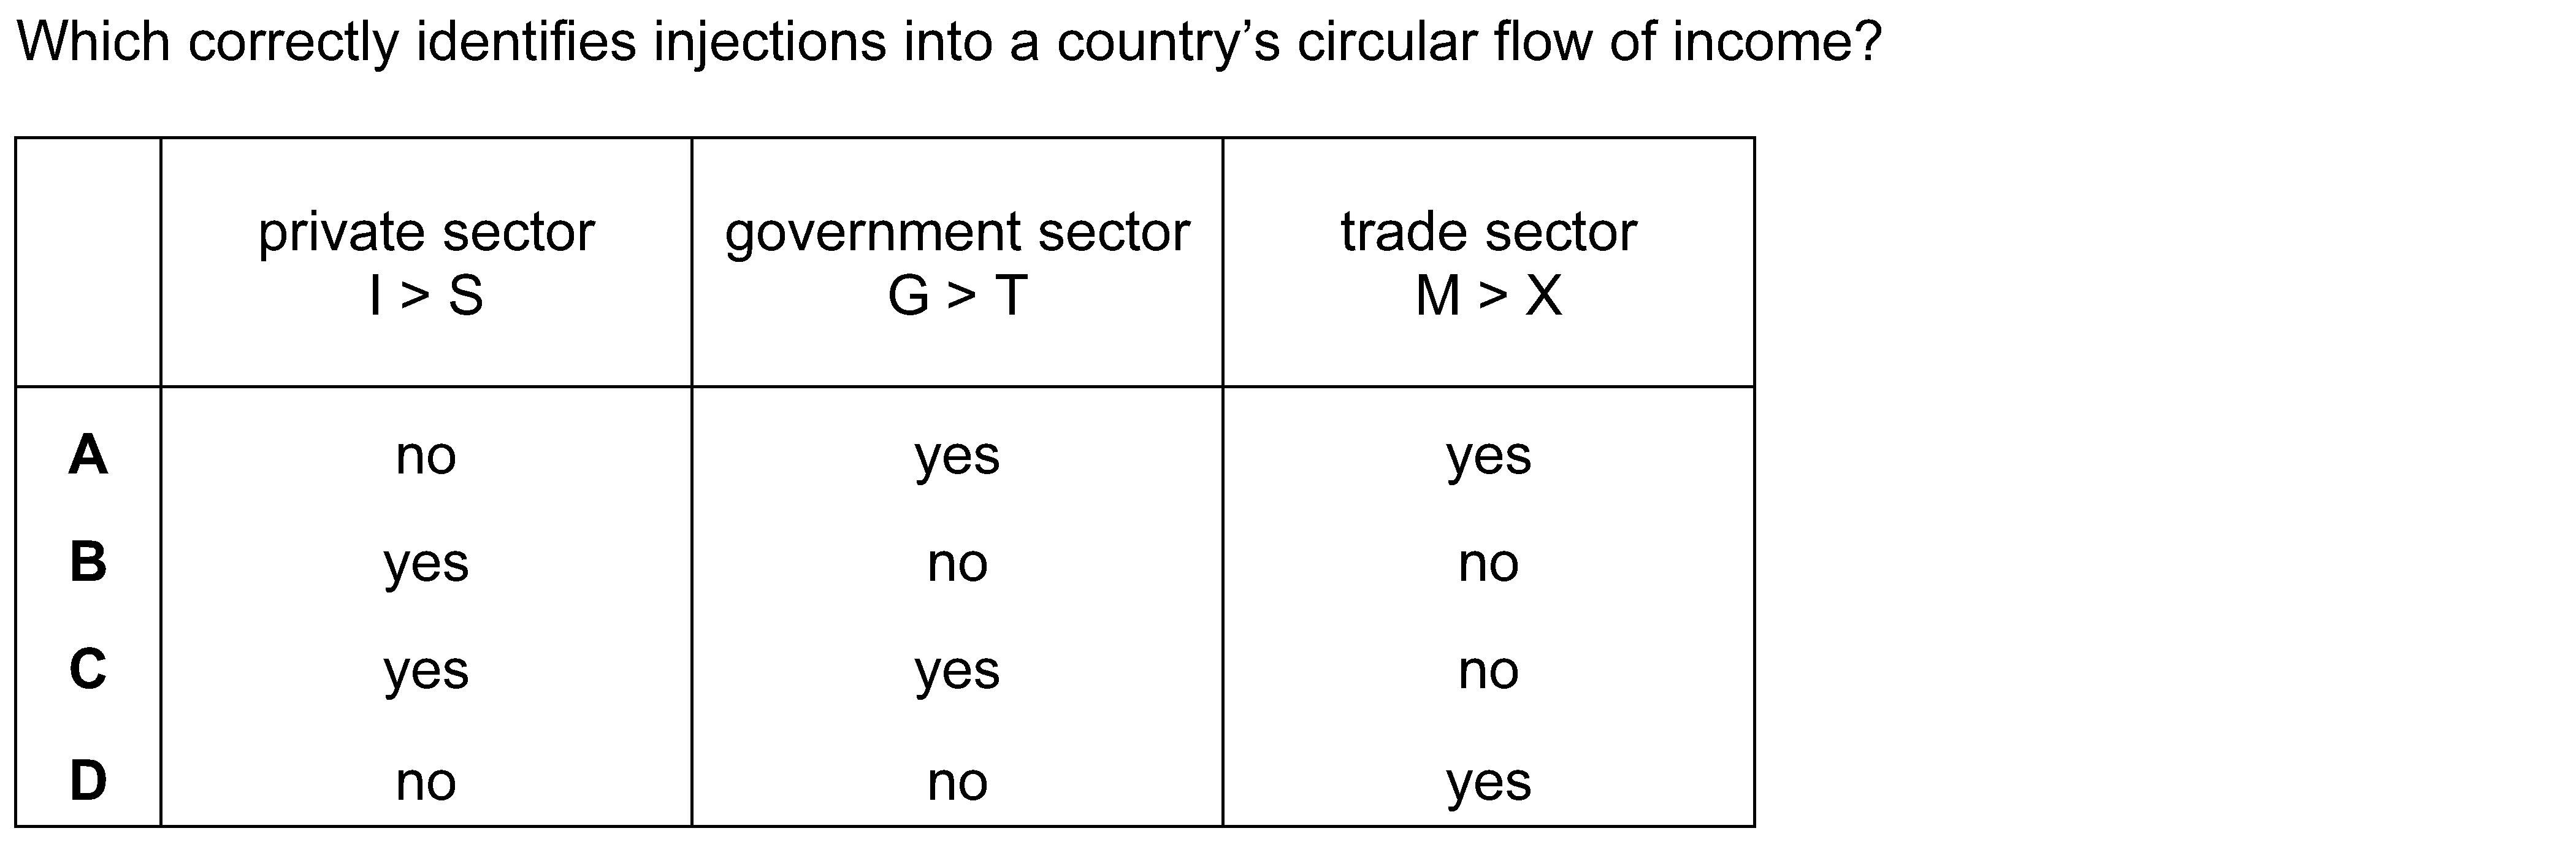 Which correctly identifies injections into a country’s circular flow of income?
private sector government sector trade sector
I > S G > T M > X
A no yes yes
B yes no no
C yes yes no
D no no yes